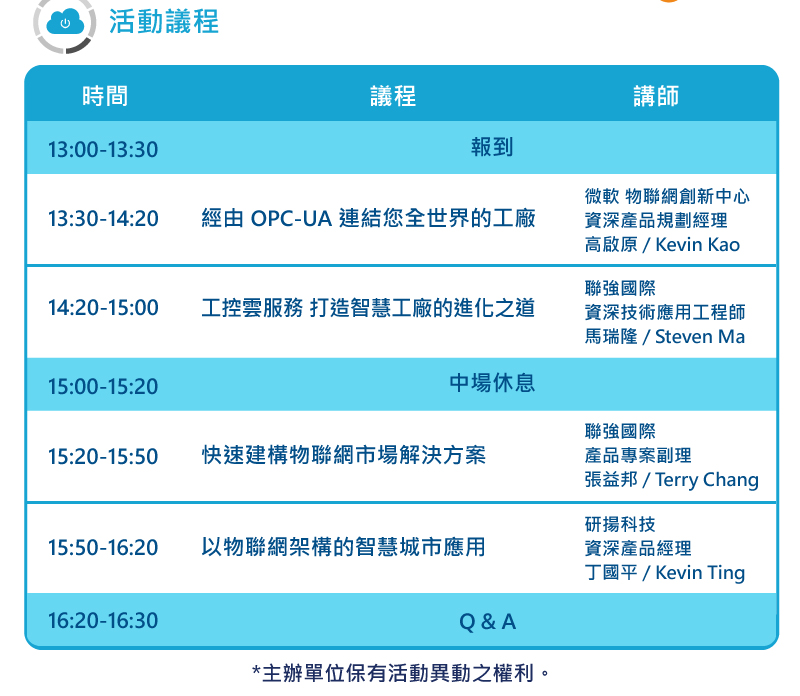 活動議程
時間 議程 講師
13:00-13:30 報到
13:30-14:20 經由 OPC-UA 連結您全世界的工廠
微軟 物聯網創新中心
資深產品規劃經理
高啟原 / Kevin Kao
14:20-15:00 工控雲服務 打造智慧工廠的進化之道
聯強國際
資深技術應用工程師
馬瑞隆 / Steven Ma
15:00-15:20 中場休息
15:20-15:50 快速建構物聯網市場解決方案
聯強國際
產品專案副理
張益邦 / Terry Chang
15:50-16:20 以物聯網架構的智慧城市應用
研揚科技
資深產品經理
丁國平 / Kevin Ting
16:20-16:30 Q & A
*主辦單位保有活動異動之權利。